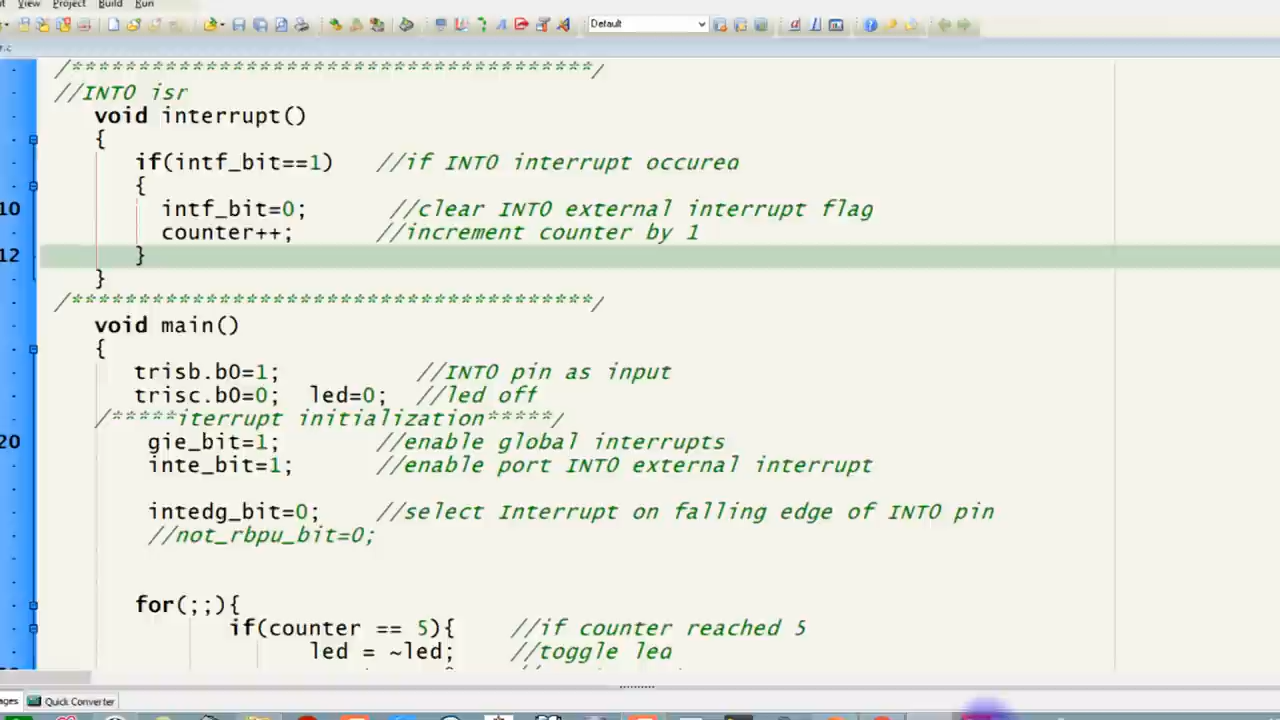 View Project Build Run
Default
r.c
/***************************************/
//INT0 isr
void interrupt()
{
if(intf_bit==1) //if INT0 interrupt occured
{
10 intf_bit=0; //clear INT0 external interrupt flag
counter++; //increment counter by 1
12 }
}
/***************************************/
void main()
{
trisb.b0=1; //INT0 pin as input
trisc.b0=0; led=0; //led off
/*****iterrupt initialization*****/
20 gie_bit=1; //enable global interrupts
inte_bit=1; //enable port INT0 external interrupt
intedg_bit=0; //select Interrupt on falling edge of INT0 pin
//not_rbpu_bit=0;
for(;;){
if(counter == 5){ //if counter reached 5
led = ~led; //toggle led
ages Quick Converter